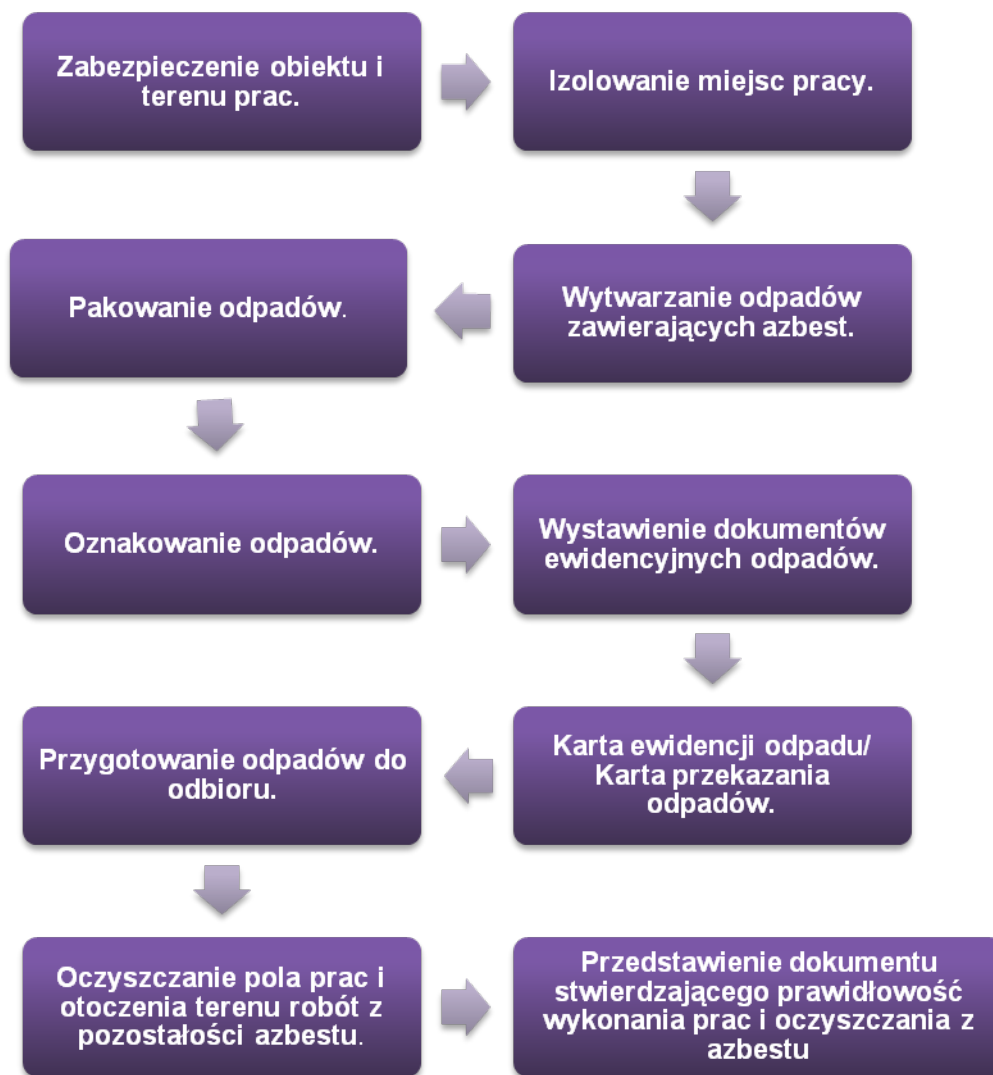 Zabezpieczenie obiektu i
terenu prac.
Izolowanie miejsc pracy.
Wytwarzanie odpadów
zawierających azbest.
Pakowanie odpadów.
Oznakowanie odpadów.
Wystawienie dokumentów
ewidencyjnych odpadów.
Karta ewidencji odpadu/
Karta przekazania
odpadów.
Przygotowanie odpadów do
odbioru.
Oczyszczanie pola prac i
otoczenia terenu robót z
pozostałości azbestu.
Przedstawienie dokumentu
stwierdzającego prawidłowość
wykonania prac i oczyszczania z
azbestu